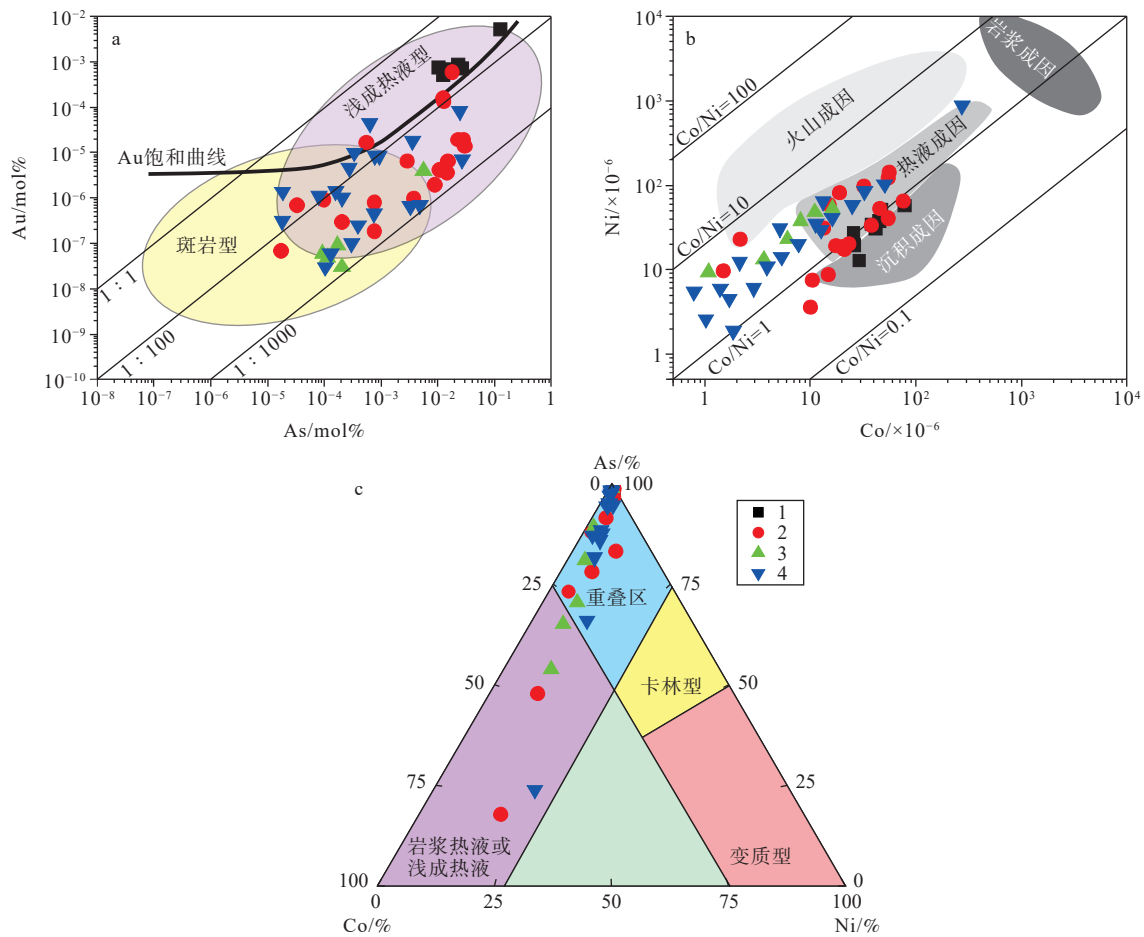 a
Au/mol%
10⁻²
10⁻³
10⁻⁴
10⁻⁵
10⁻⁶
10⁻⁷
10⁻⁸
10⁻⁹
10⁻¹⁰
浅成热液型
Au饱和曲线
斑岩型
1：1
1：100
1：1000
10⁻⁸
10⁻⁷
10⁻⁶
10⁻⁵
10⁻⁴
10⁻³
10⁻²
10⁻¹
1
As/mol%
b
Ni/×10⁻⁶
10⁴
10³
10²
10
1
Co/Ni=100
Co/Ni=10
Co/Ni=1
Co/Ni=0.1
火山成因
岩浆成因
热液成因
沉积成因
1
10
10²
10³
10⁴
Co/×10⁻⁶
c
As/%
0 100
25 75
重叠区
50 50
卡林型
75 25
岩浆热液或
浅成热液
变质型
100 0
0 25 50 75 100
Co/% Ni/%
1
2
3
4